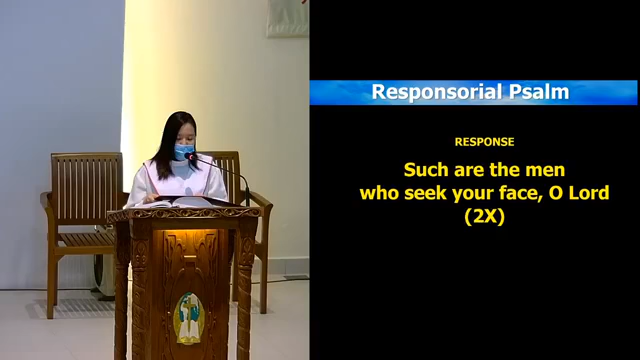 Responsorial Psalm
RESPONSE
Such are the men
who seek your face, O Lord
(2X)